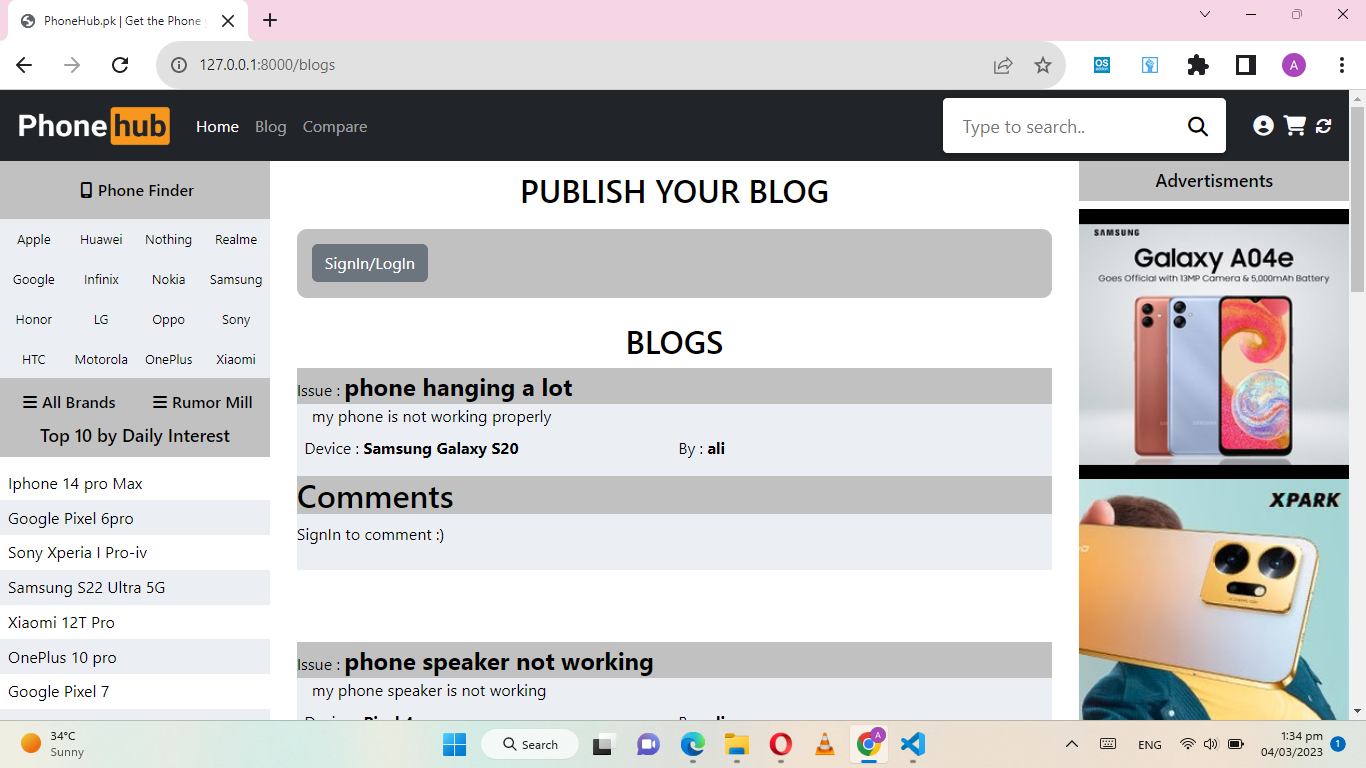 PhoneHub.pk | Get the Phone
127.0.0.1:8000/blogs
A
Phone hub
Home
Blog
Compare
Type to search..
Phone Finder
Apple Huawei Nothing Realme
Google Infinix Nokia Samsung
Honor LG Oppo Sony
HTC Motorola OnePlus Xiaomi
All Brands
Rumor Mill
Top 10 by Daily Interest
Iphone 14 pro Max
Google Pixel 6pro
Sony Xperia I Pro-iv
Samsung S22 Ultra 5G
Xiaomi 12T Pro
OnePlus 10 pro
Google Pixel 7
PUBLISH YOUR BLOG
SignIn/LogIn
BLOGS
Issue : phone hanging a lot
my phone is not working properly
Device : Samsung Galaxy S20
By : ali
Comments
SignIn to comment :)
Issue : phone speaker not working
my phone speaker is not working
Advertisments
SAMSUNG
Galaxy A04e
Goes Official with 13MP Camera & 5,000mAh Battery
XPARK
34°C
Sunny
Search
A
ENG
1:34 pm
04/03/2023
1